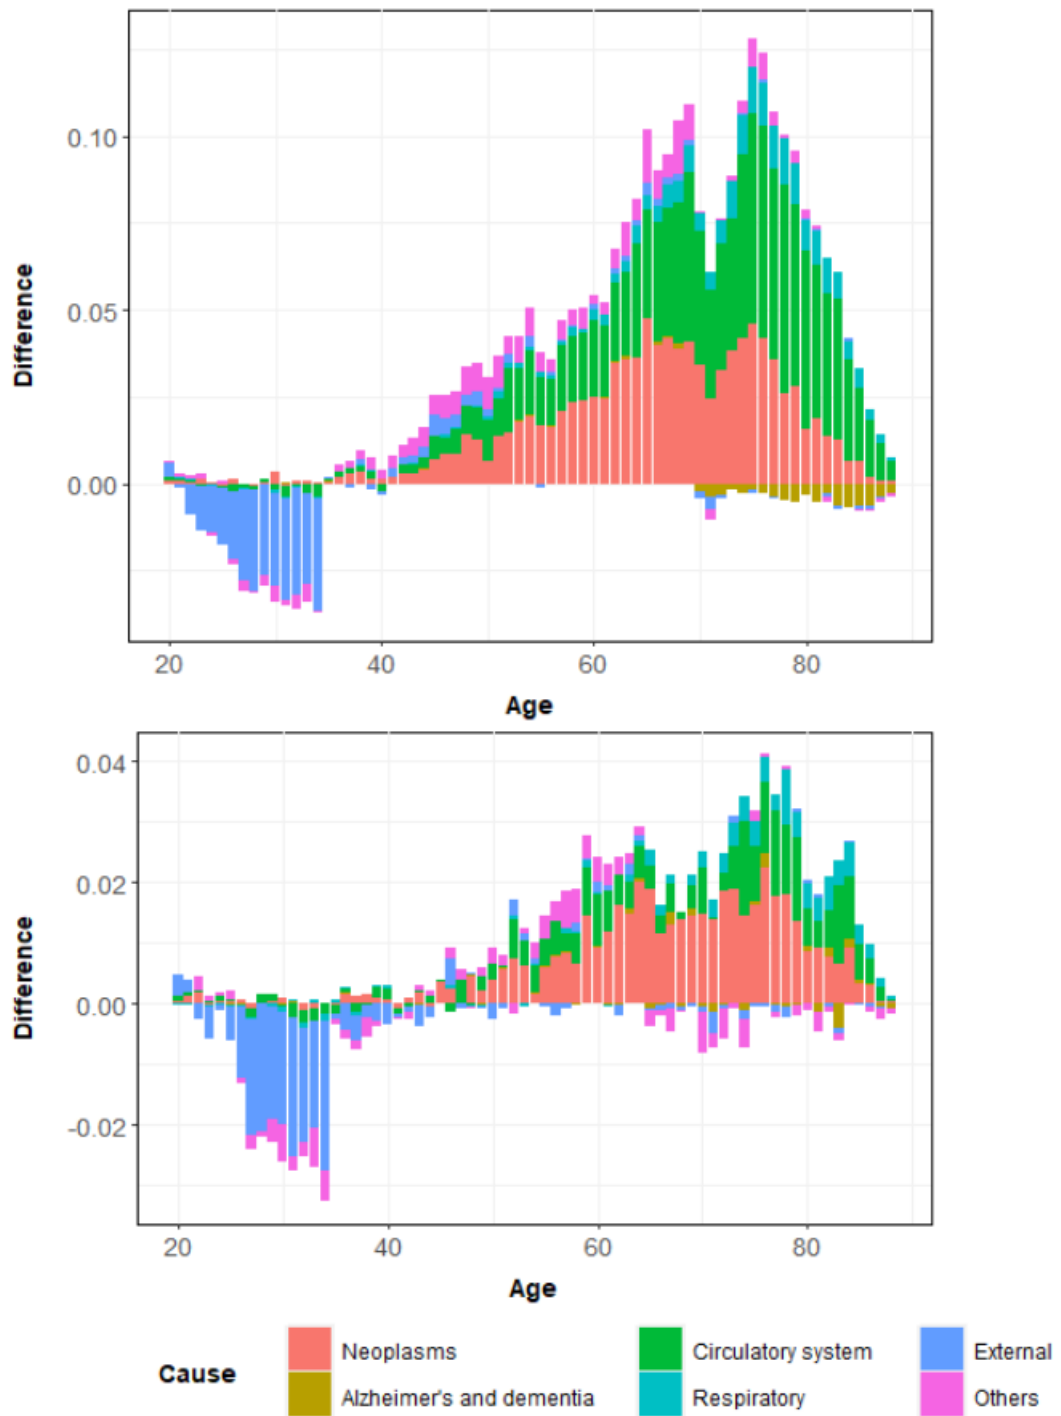 0.10
0.05
0.00
Difference
20 40 60 80
Age
0.04
0.02
0.00
-0.02
Difference
20 40 60 80
Age
Cause
Neoplasms Circulatory system External
Alzheimer's and dementia Respiratory Others